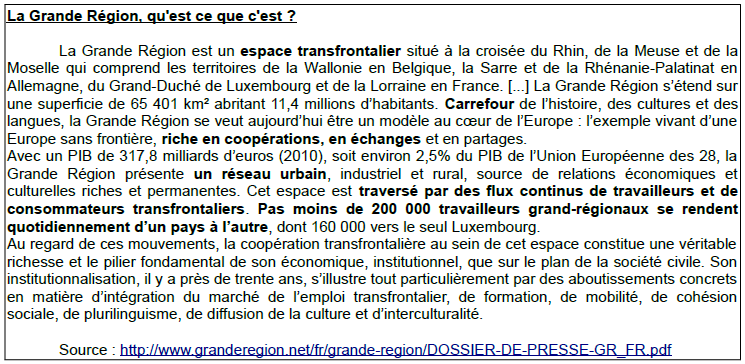 La Grande Région, qu'est ce que c'est ?
La Grande Région est un espace transfrontalier situé à la croisée du Rhin, de la Meuse et de la
Moselle qui comprend les territoires de la Wallonie en Belgique, la Sarre et de la Rhénanie-Palatinat en
Allemagne, du Grand-Duché de Luxembourg et de la Lorraine en France. [...] La Grande Région s'étend sur
une superficie de 65 401 km² abritant 11,4 millions d'habitants. Carrefour de l'histoire, des cultures et des
langues, la Grande Région se veut aujourd'hui être un modèle au cœur de l'Europe : l'exemple vivant d'une
Europe sans frontière, riche en coopérations, en échanges et en partages.
Avec un PIB de 317,8 milliards d'euros (2010), soit environ 2,5% du PIB de l'Union Européenne des 28, la
Grande Région présente un réseau urbain, industriel et rural, source de relations économiques et
culturelles riches et permanentes. Cet espace est traversé par des flux continus de travailleurs et de
consommateurs transfrontaliers. Pas moins de 200 000 travailleurs grand-régionaux se rendent
quotidiennement d'un pays à l'autre, dont 160 000 vers le seul Luxembourg.
Au regard de ces mouvements, la coopération transfrontalière au sein de cet espace constitue une véritable
richesse et le pilier fondamental de son économique, institutionnel, que sur le plan de la société civile. Son
institutionnalisation, il y a près de trente ans, s'illustre tout particulièrement par des aboutissements concrets
en matière d'intégration du marché de l'emploi transfrontalier, de formation, de mobilité, de cohésion
sociale, de plurilinguisme, de diffusion de la culture et d'interculturalité.
Source : http://www.granderegion.net/fr/grande-region/DOSSIER-DE-PRESSE-GR_FR.pdf